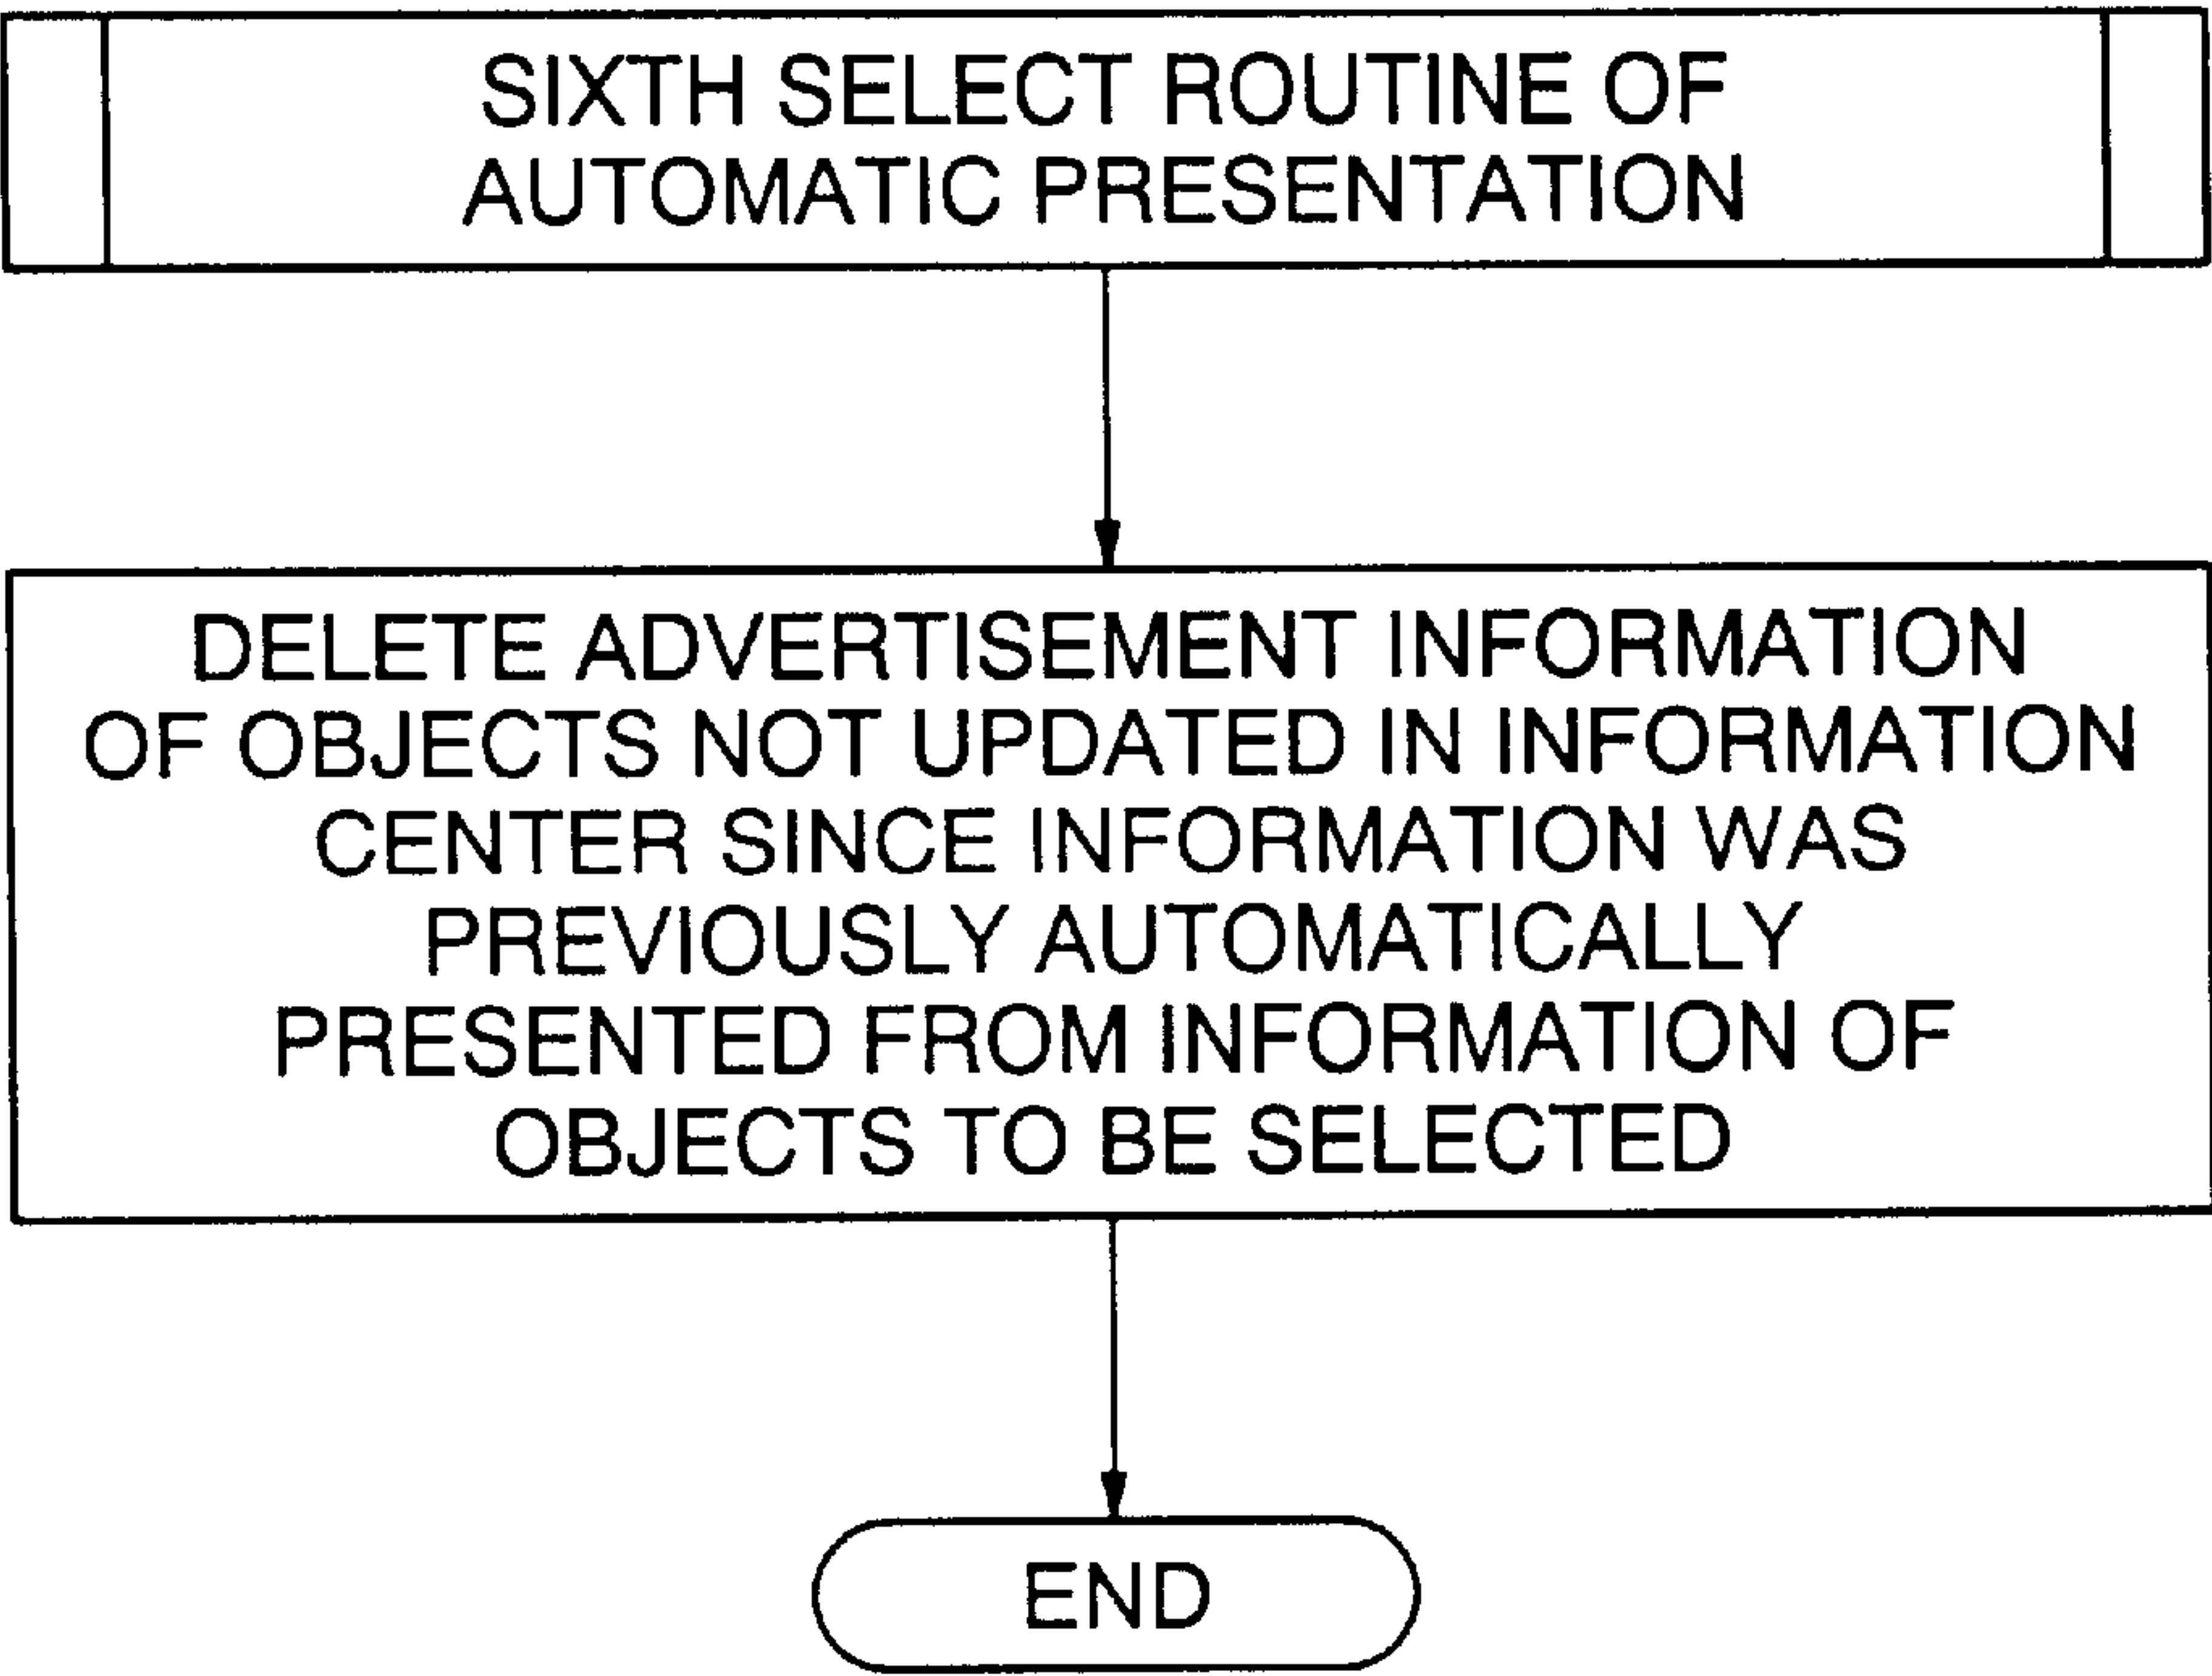 SIXTH SELECT ROUTINE OF
AUTOMATIC PRESENTATION
DELETE ADVERTISEMENT INFORMATION
OF OBJECTS NOT UPDATED IN INFORMATION
CENTER SINCE INFORMATION WAS
PREVIOUSLY AUTOMATICALLY
PRESENTED FROM INFORMATION OF
OBJECTS TO BE SELECTED
END